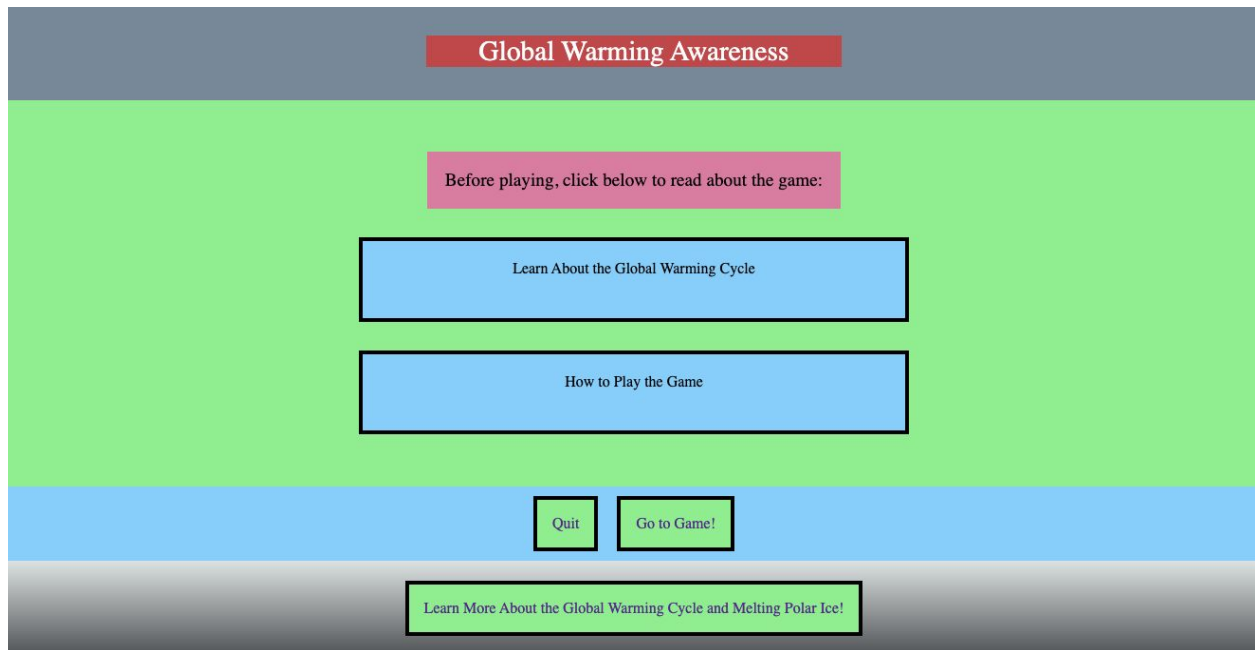 Global Warming Awareness
Before playing, click below to read about the game:
Learn About the Global Warming Cycle
How to Play the Game
Quit Go to Game!
Learn More About the Global Warming Cycle and Melting Polar Ice!